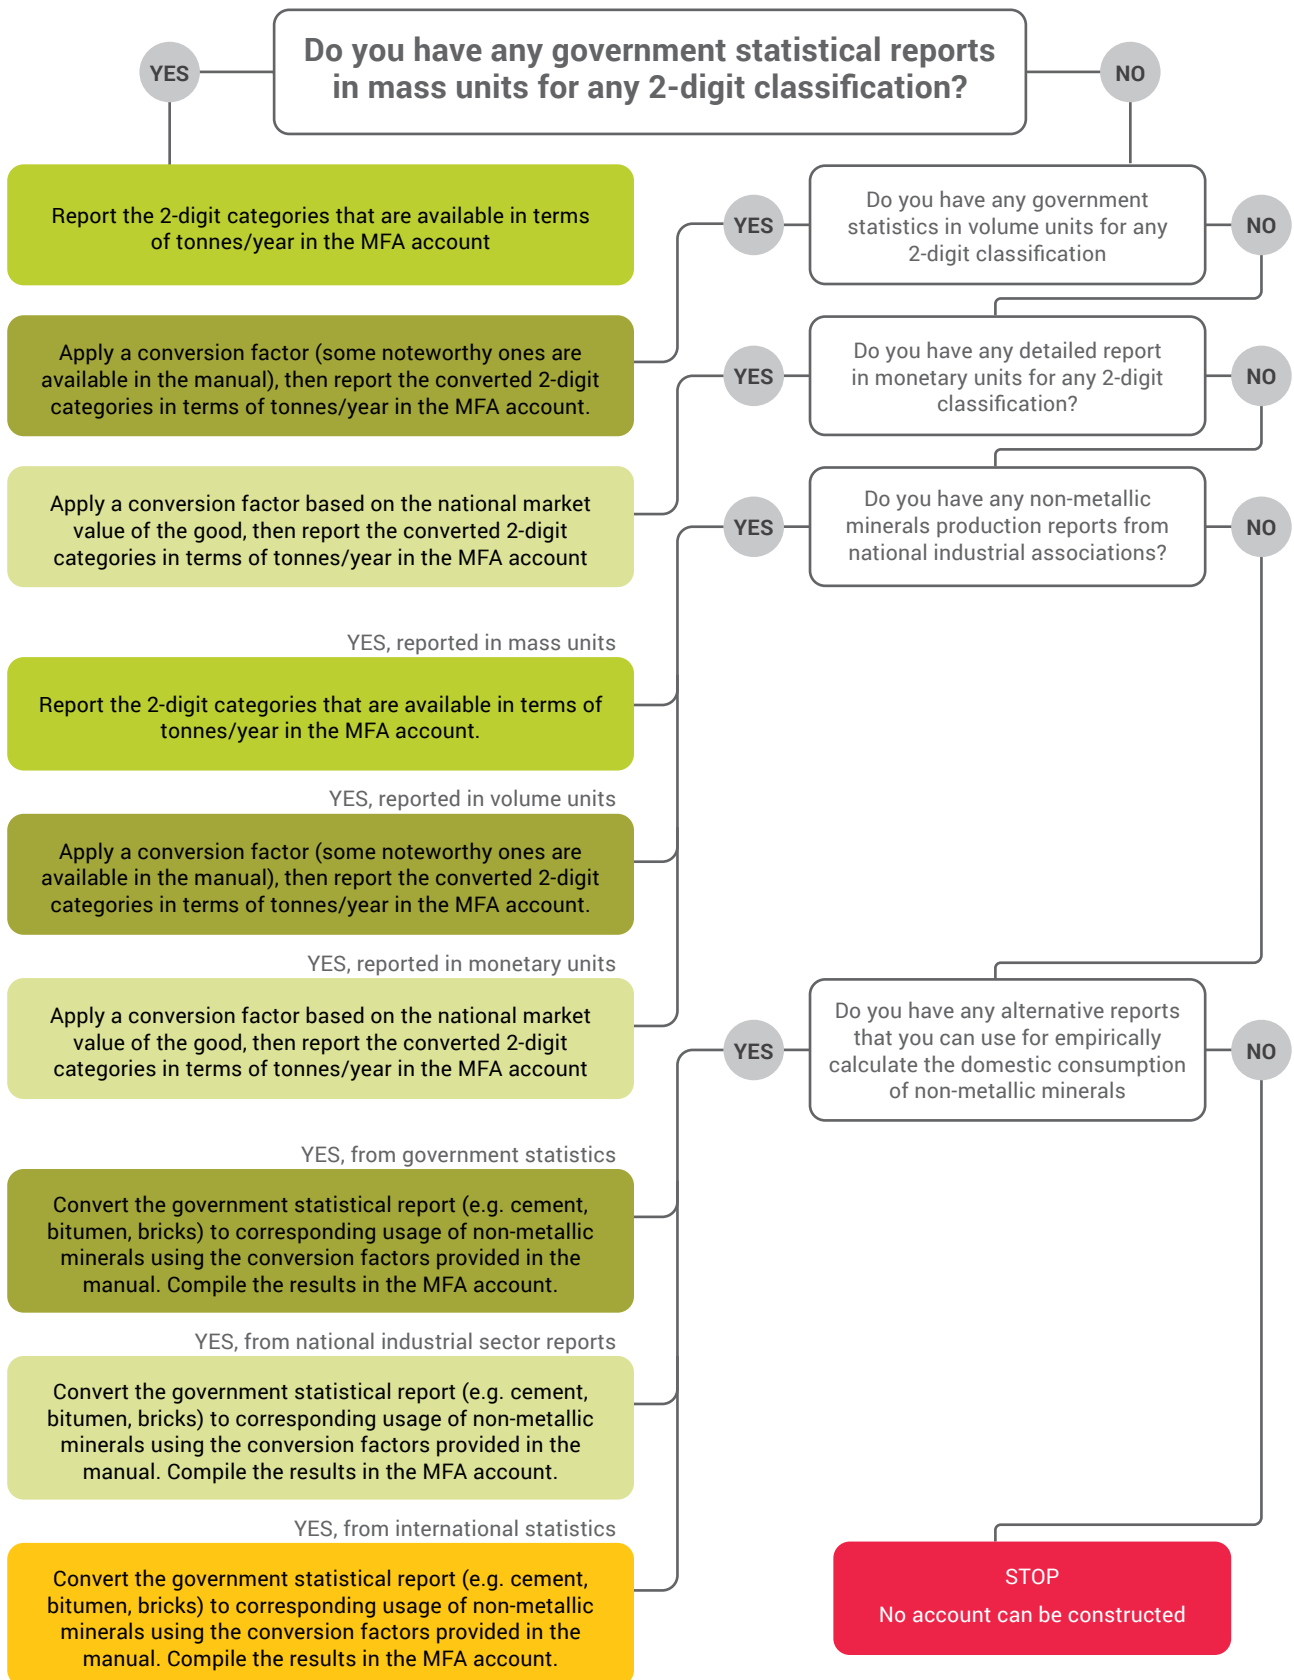 Do you have any government statistical reports
in mass units for any 2-digit classification?
YES
NO
Report the 2-digit categories that are available in terms
of tonnes/year in the MFA account
YES
Do you have any government
statistics in volume units for any
2-digit classification
NO
Apply a conversion factor (some noteworthy ones are
available in the manual), then report the converted 2-digit
categories in terms of tonnes/year in the MFA account.
YES
Do you have any detailed report
in monetary units for any 2-digit
classification?
NO
Apply a conversion factor based on the national market
value of the good, then report the converted 2-digit
categories in terms of tonnes/year in the MFA account
YES
Do you have any non-metallic
minerals production reports from
national industrial associations?
NO
YES, reported in mass units
Report the 2-digit categories that are available in terms of
tonnes/year in the MFA account.
YES, reported in volume units
Apply a conversion factor (some noteworthy ones are
available in the manual), then report the converted 2-digit
categories in terms of tonnes/year in the MFA account.
YES, reported in monetary units
Apply a conversion factor based on the national market
value of the good, then report the converted 2-digit
categories in terms of tonnes/year in the MFA account
YES
Do you have any alternative reports
that you can use for empirically
calculate the domestic consumption
of non-metallic minerals
NO
YES, from government statistics
Convert the government statistical report (e.g. cement,
bitumen, bricks) to corresponding usage of non-metallic
minerals using the conversion factors provided in the
manual. Compile the results in the MFA account.
YES, from national industrial sector reports
Convert the government statistical report (e.g. cement,
bitumen, bricks) to corresponding usage of non-metallic
minerals using the conversion factors provided in the
manual. Compile the results in the MFA account.
YES, from international statistics
Convert the government statistical report (e.g. cement,
bitumen, bricks) to corresponding usage of non-metallic
minerals using the conversion factors provided in the
manual. Compile the results in the MFA account.
STOP
No account can be constructed